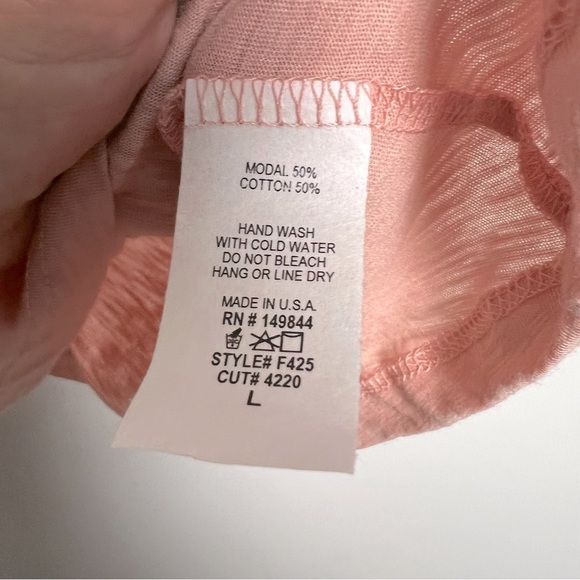 MODAL 50%
COTTON 50%
HAND WASH
WITH COLD WATER
DO NOT BLEACH
HANG OR LINE DRY
MADE IN U.S.A.
RN # 149844
STYLE# F425
CUT# 4220
L